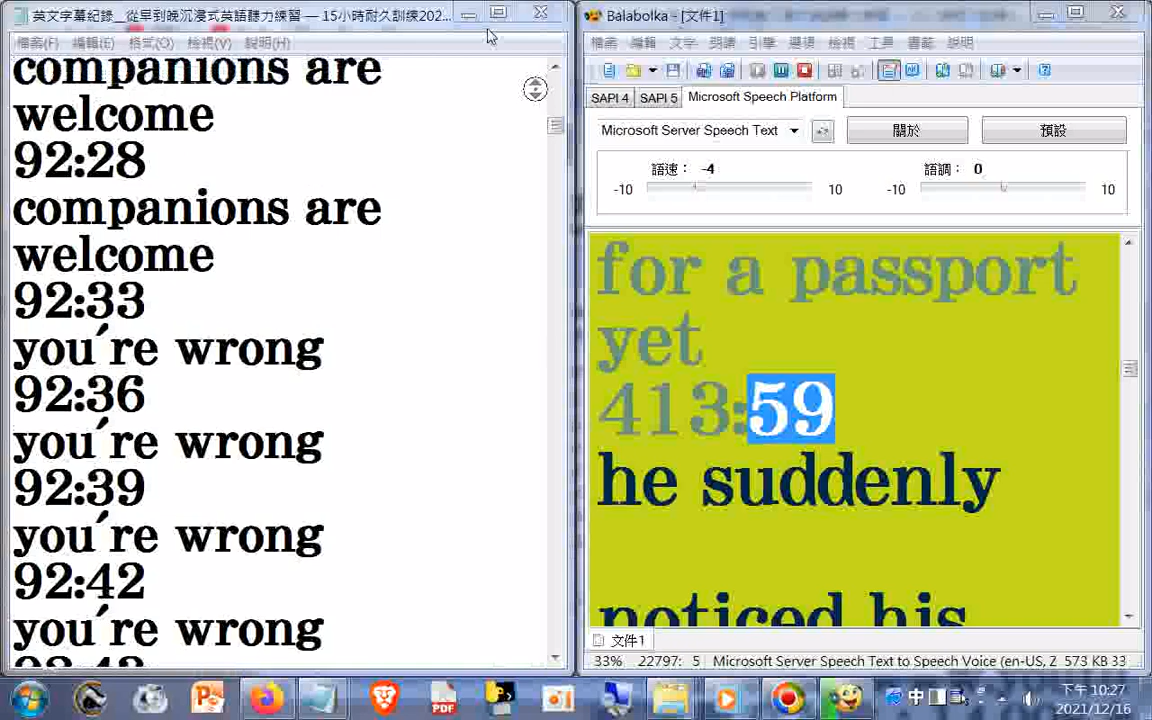 英文字幕紀錄__從早到晚沉浸式英語聽力練習 — 15小時耐久訓練202...
檔案(F) 編輯(E) 格式(O) 檢視(V) 說明(H)
companions are
welcome
92:28
companions are
welcome
92:33
you´re wrong
92:36
you´re wrong
92:39
you´re wrong
92:42
you´re wrong
Balabolka - [文件1]
檔案 編輯 文字 朗讀 引擎 選項 檢視 工具 書籤 說明
SAPI 4 SAPI 5 Microsoft Speech Platform
Microsoft Server Speech Text 關於 預設
語速： -4 語調： 0
-10 10 -10 10
for a passport
yet
413:59
he suddenly
noticed his
文件1
33% 22797: 5 Microsoft Server Speech Text to Speech Voice (en-US, Z 573 KB 33
中 下午 10:27
2021/12/16